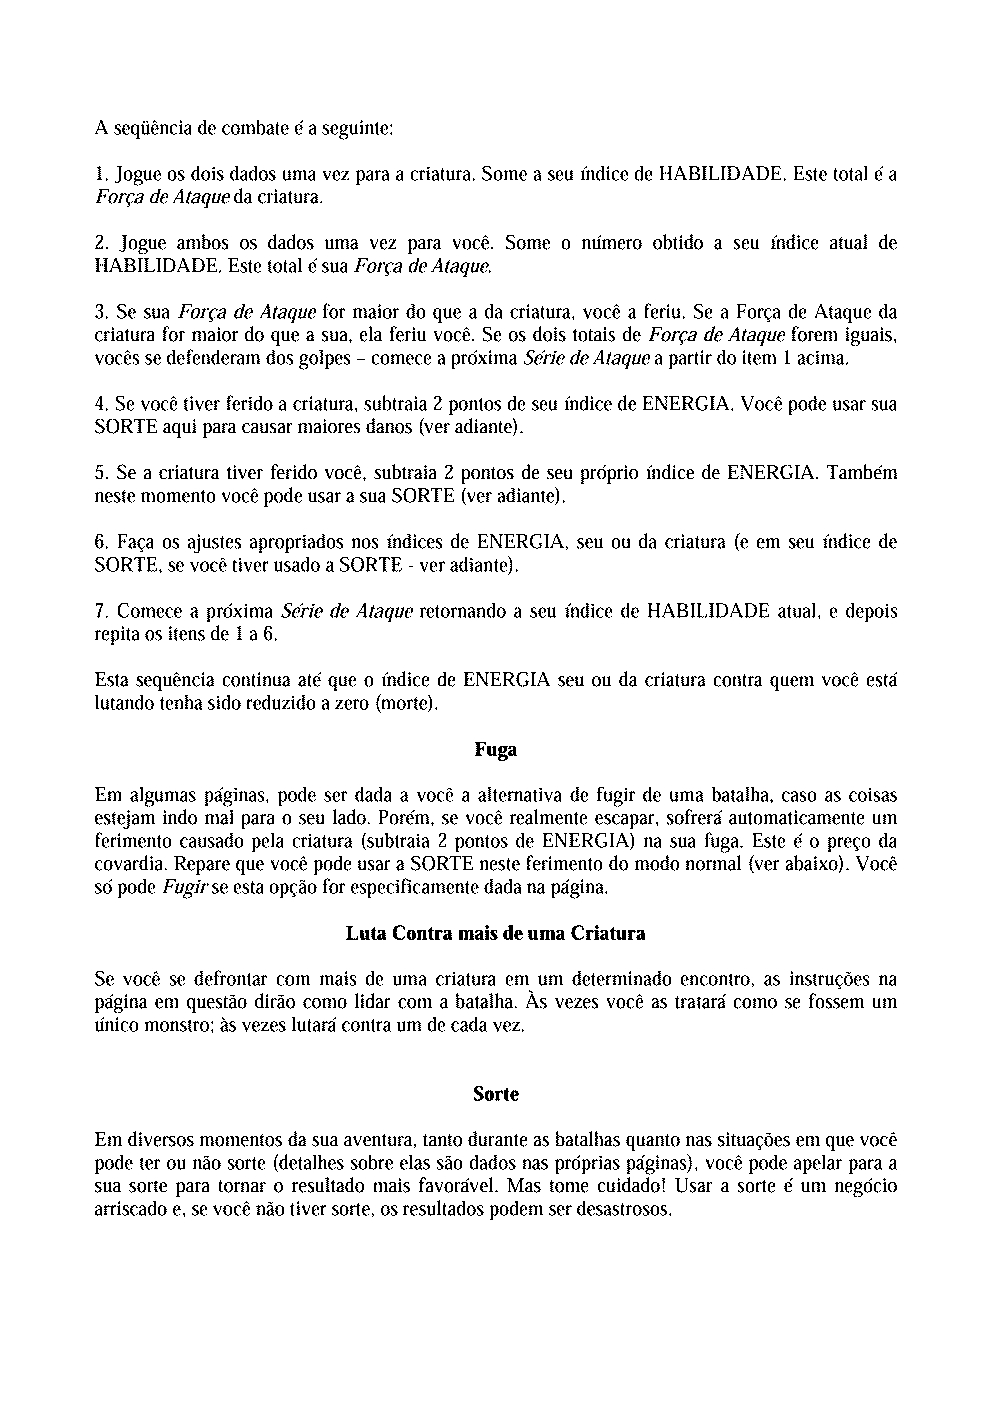 A seqüência de combate é a seguinte:
1. Jogue os dois dados uma vez para a criatura. Some a seu índice de HABILIDADE. Este total é a
Força de Ataque da criatura.
2. Jogue ambos os dados uma vez para você. Some o número obtido a seu índice atual de
HABILIDADE. Este total é sua Força de Ataque.
3. Se sua Força de Ataque for maior do que a da criatura, você a feriu. Se a Força de Ataque da
criatura for maior do que a sua, ela feriu você. Se os dois totais de Força de Ataque forem iguais,
vocês se defenderam dos golpes – comece a próxima Série de Ataque a partir do item 1 acima.
4. Se você tiver ferido a criatura, subtraia 2 pontos de seu índice de ENERGIA. Você pode usar sua
SORTE aqui para causar maiores danos (ver adiante).
5. Se a criatura tiver ferido você, subtraia 2 pontos de seu próprio índice de ENERGIA. Também
neste momento você pode usar a sua SORTE (ver adiante).
6. Faça os ajustes apropriados nos índices de ENERGIA, seu ou da criatura (e em seu índice de
SORTE, se você tiver usado a SORTE - ver adiante).
7. Comece a próxima Série de Ataque retornando a seu índice de HABILIDADE atual, e depois
repita os itens de 1 a 6.
Esta sequência continua até que o índice de ENERGIA seu ou da criatura contra quem você está
lutando tenha sido reduzido a zero (morte).
Fuga
Em algumas páginas, pode ser dada a você a alternativa de fugir de uma batalha, caso as coisas
estejam indo mal para o seu lado. Porém, se você realmente escapar, sofrerá automaticamente um
ferimento causado pela criatura (subtraia 2 pontos de ENERGIA) na sua fuga. Este é o preço da
covardia. Repare que você pode usar a SORTE neste ferimento do modo normal (ver abaixo). Você
só pode Fugir se esta opção for especificamente dada na página.
Luta Contra mais de uma Criatura
Se você se defrontar com mais de uma criatura em um determinado encontro, as instruções na
página em questão dirão como lidar com a batalha. Às vezes você as tratará como se fossem um
único monstro; às vezes lutará contra um de cada vez.
Sorte
Em diversos momentos da sua aventura, tanto durante as batalhas quanto nas situações em que você
pode ter ou não sorte (detalhes sobre elas são dados nas próprias páginas), você pode apelar para a
sua sorte para tornar o resultado mais favorável. Mas tome cuidado! Usar a sorte é um negócio
arriscado e, se você não tiver sorte, os resultados podem ser desastrosos.